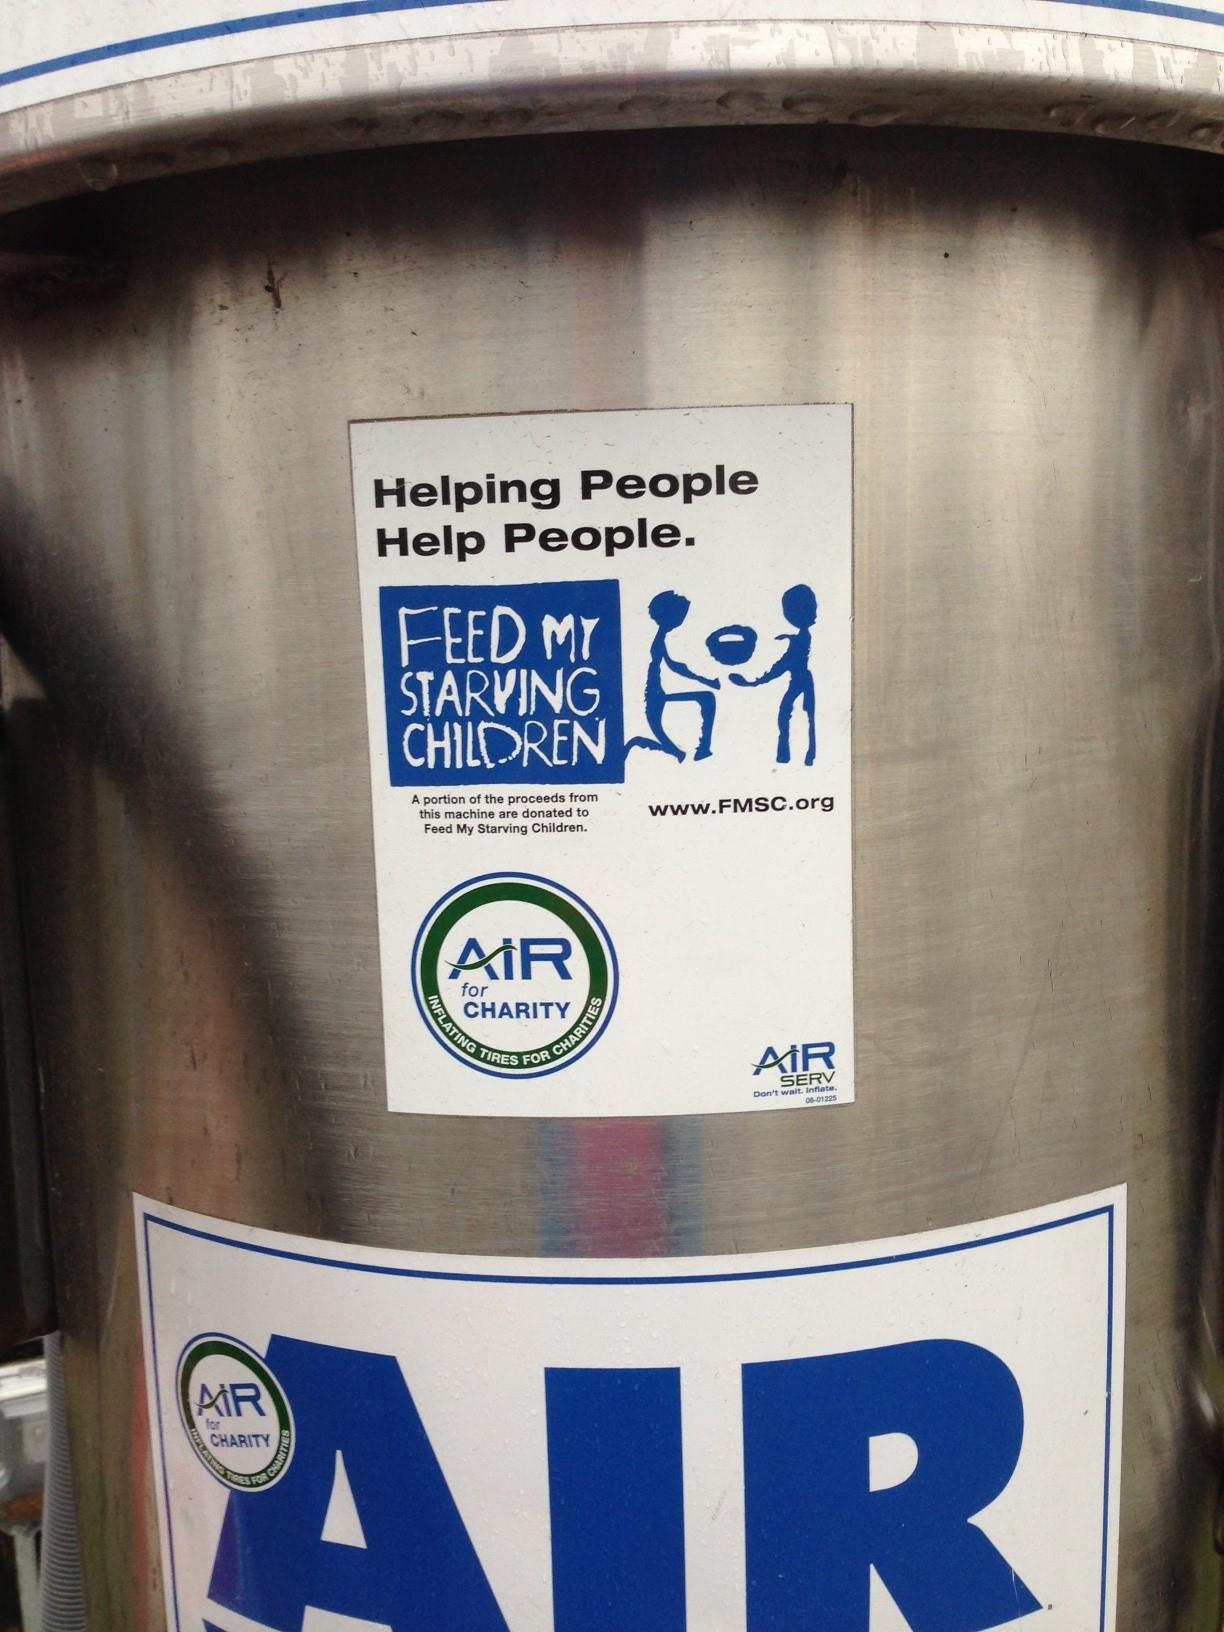 Helping People
Help People.
FEED MY
STARVING
CHILDREN
A portion of the proceeds from
this machine are donated to
Feed My Starving Children.
www.FMSC.org
AIR
for
CHARITY
INFLATING TIRES FOR CHARITIES
AIR
SERV
Don't wait. Inflate.
06-01225
AIR
for
CHARITY
INFLATING TIRES FOR CHARITIES
AIR